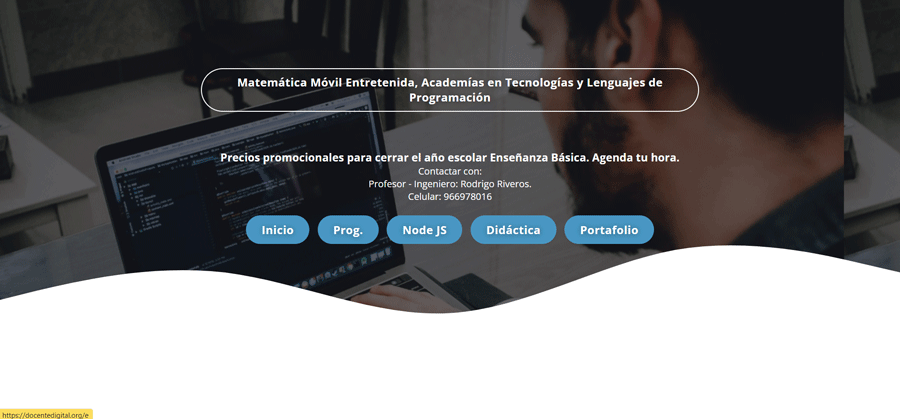 Matemática Móvil Entretenida, Academías en Tecnologías y Lenguajes de
Programación
Precios promocionales para cerrar el año escolar Enseñanza Básica. Agenda tu hora.
Contactar con:
Profesor - Ingeniero: Rodrigo Riveros.
Celular: 966978016
Inicio Prog. Node JS Didáctica Portafolio
https://docentedigital.org/e